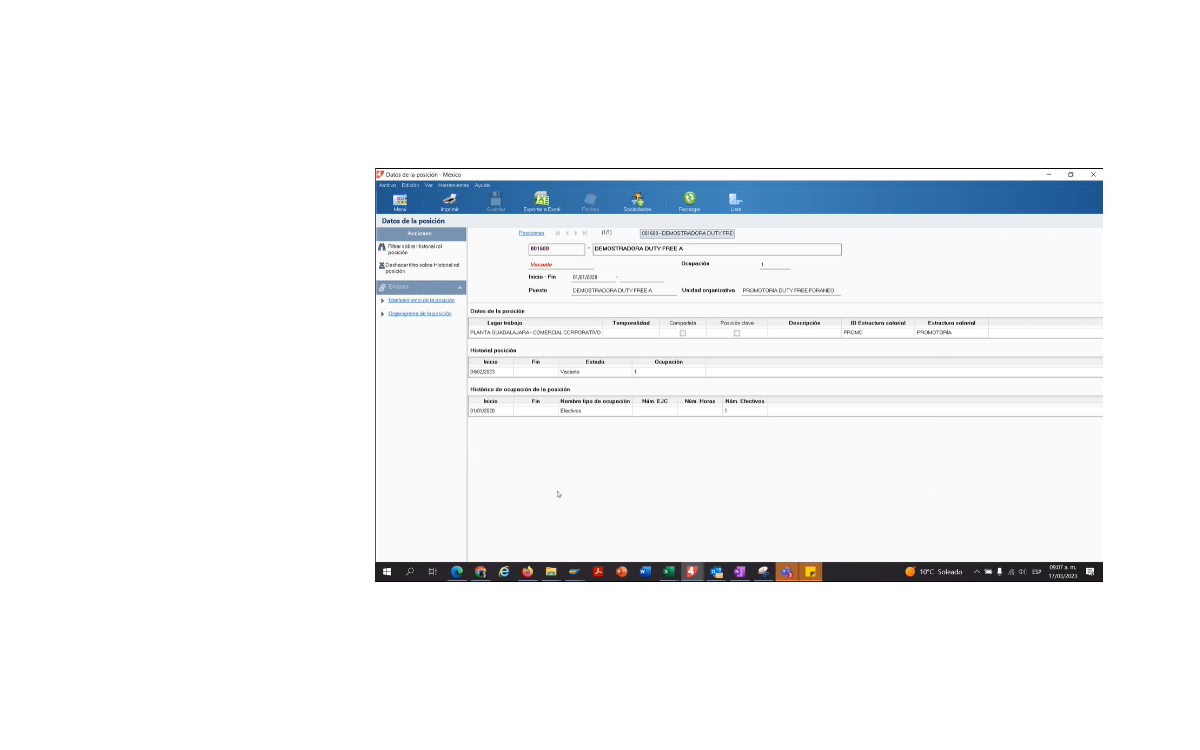 Datos de la posición - México
Archivo Edición Ver Herramientas Ayuda
Menú Imprimir Guardar Exportar a Excel Fechas Sociedades Recargar Lista
Datos de la posición
Acciones
Filtrar sobre Historial rol
posición
Deshacer filtro sobre Historial rol
posición
Enlaces
Mantenimiento de la posición
Organigrama de la posición
Posiciones (1/1) 001608 - DEMOSTRADORA DUTY FRE
001608 * DEMOSTRADORA DUTY FREE A
Vacante Ocupación 1
Inicio - Fin 01/01/2020 -
Puesto DEMOSTRADORA DUTY FREE A Unidad organizativa PROMOTORIA DUTY FREE FORANEO
Datos de la posición
Lugar trabajo Temporalidad Compartida Posición clave Descripción ID Estructura salarial Estructura salarial
PLANTA GUADALAJARA - COMERCIAL CORPORATIVO PROMC PROMOTORIA
Historial posición
Inicio Fin Estado Ocupación
04/02/2023 Vacante 1
Histórico de ocupación de la posición
Inicio Fin Nombre tipo de ocupación Núm. EJC Núm. Horas Núm. Efectivos
01/01/2020 Efectivos 1
10°C Soleado ESP 09:07 a. m.
17/03/2023